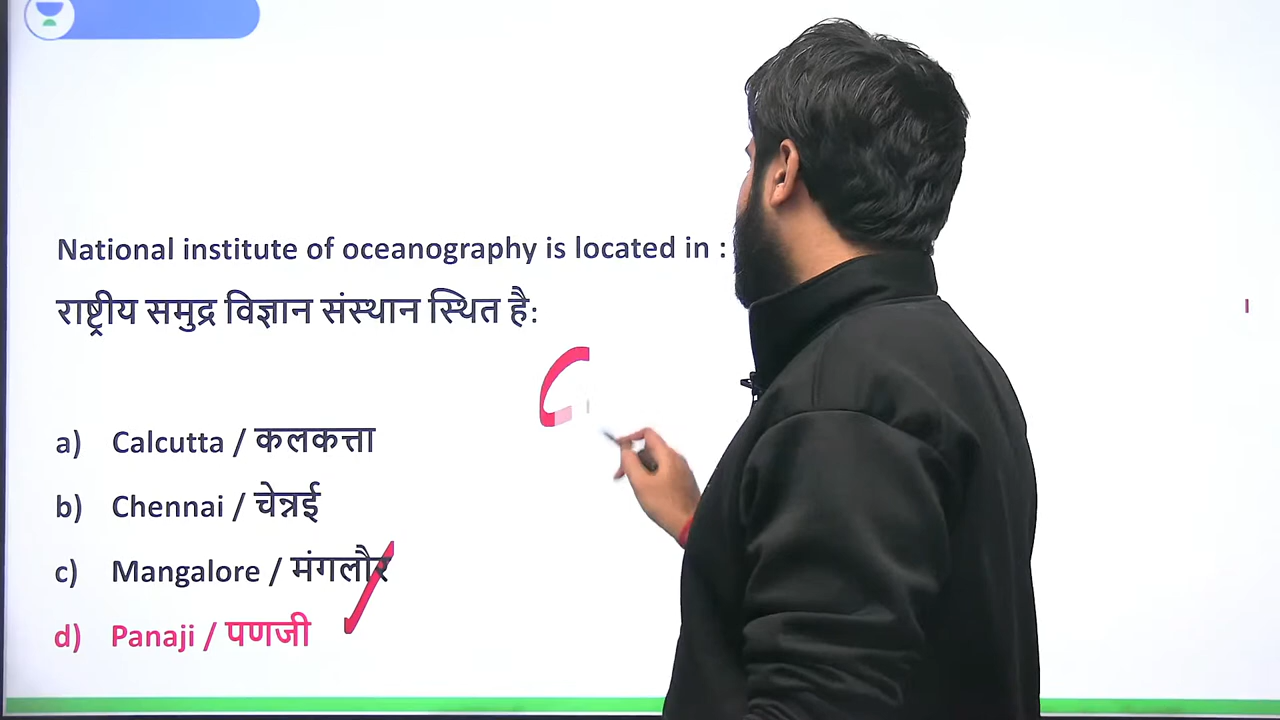 National institute of oceanography is located in :
राष्ट्रीय समुद्र विज्ञान संस्थान स्थित है:
a) Calcutta / कलकत्ता
b) Chennai / चेन्नई
c) Mangalore / मंगलौर
d) Panaji / पणजी